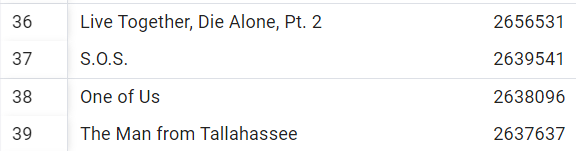 36 Live Together, Die Alone, Pt. 2 2656531
37 S.O.S. 2639541
38 One of Us 2638096
39 The Man from Tallahassee 2637637